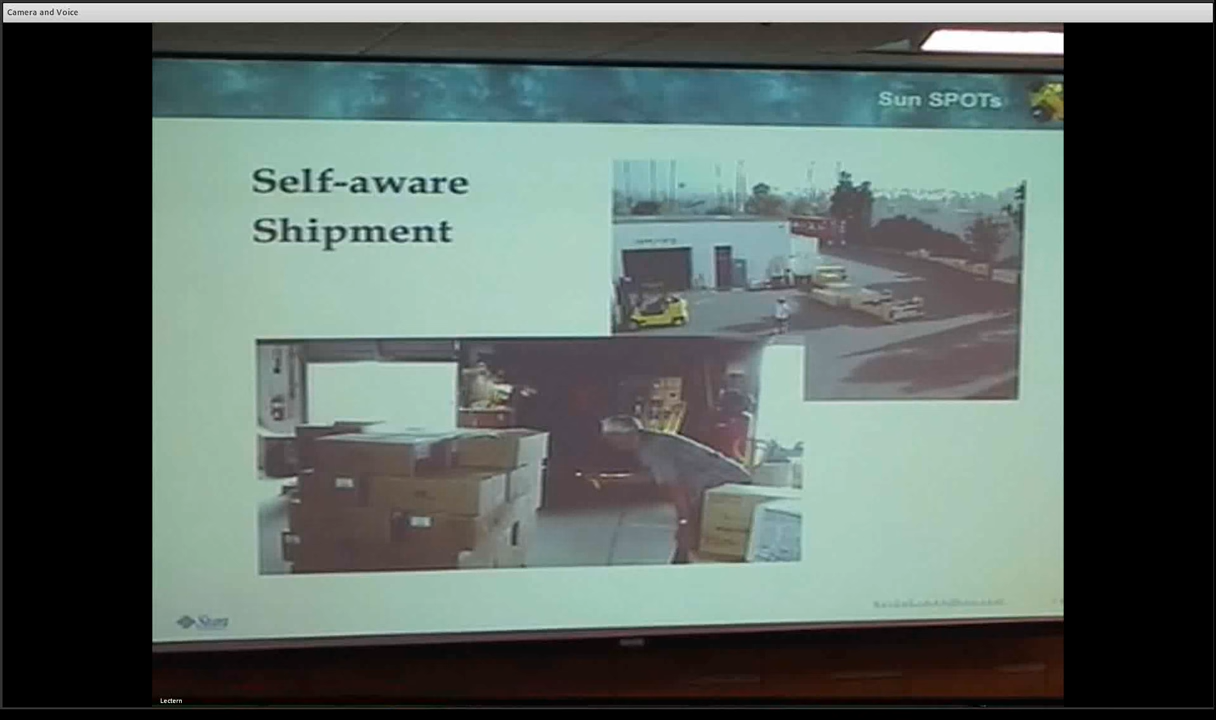 Camera and Voice
Sun SPOTs
Self-aware
Shipment
Sun
Lectern